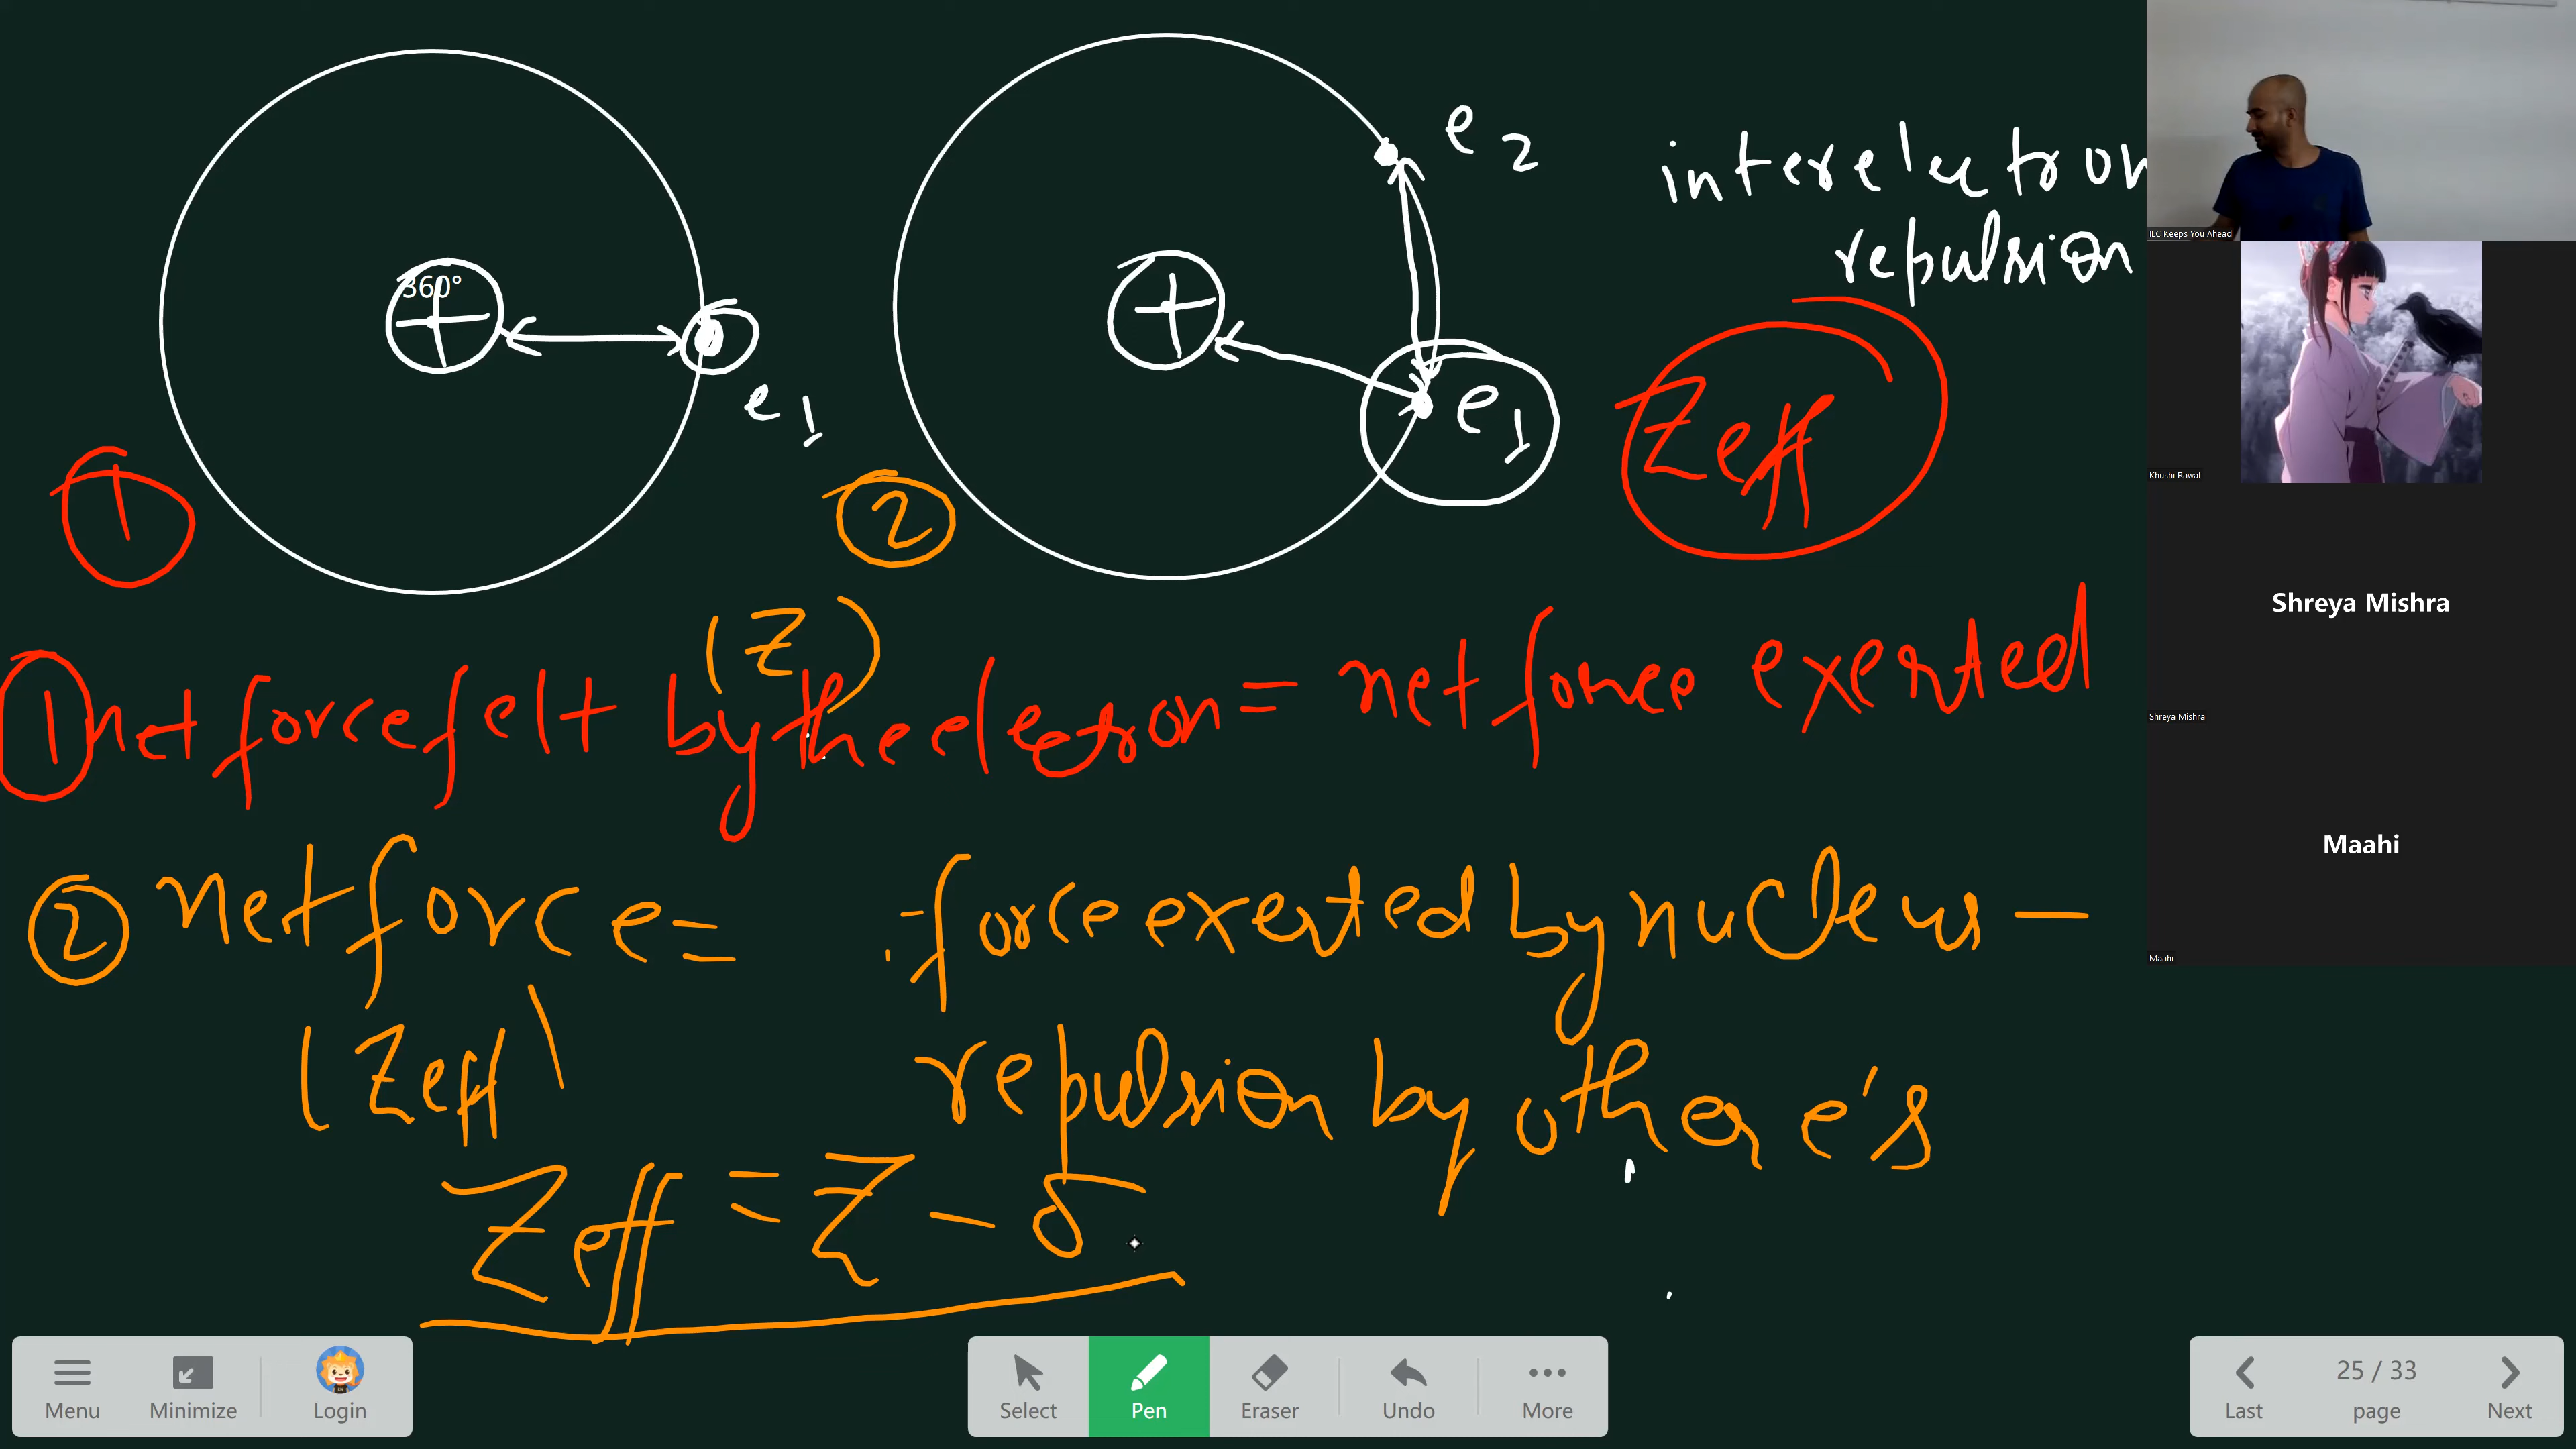 360°
e1
e2
interelectron
repulsion
Zeff
1
2
(Z)
1 net force felt by the electron = net force exerted
2 net force = force exerted by nucleus —
(Zeff)
repulsion by other e's
Zeff = Z - σ
e1
ILC Keeps You Ahead
Khushi Rawat
Shreya Mishra
Shreya Mishra
Maahi
Maahi
Menu
Minimize
Login
Select
Pen
Eraser
Undo
More
Last
25 / 33
page
Next